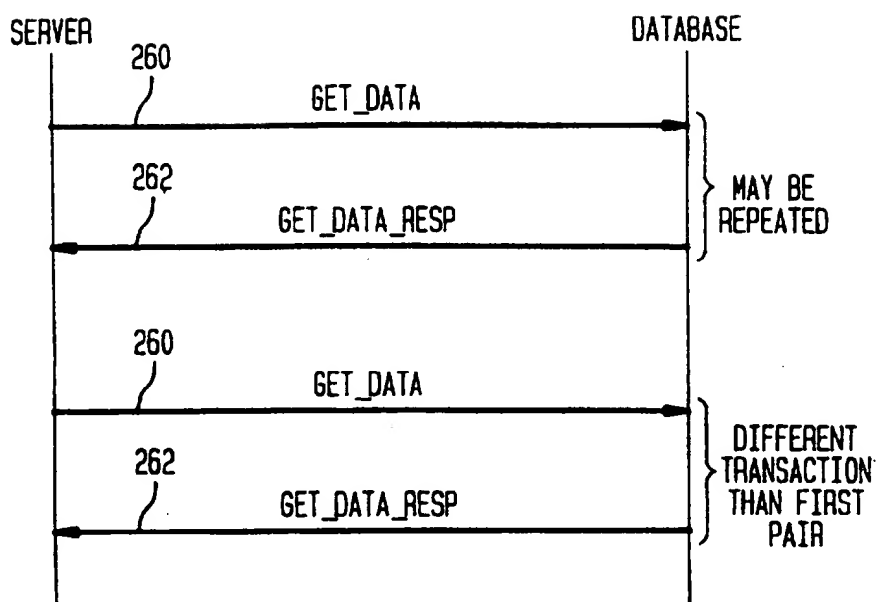 SERVER
DATABASE
260
GET_DATA
262
GET_DATA_RESP
MAY BE
REPEATED
260
GET_DATA
262
GET_DATA_RESP
DIFFERENT
TRANSACTION
THAN FIRST
PAIR